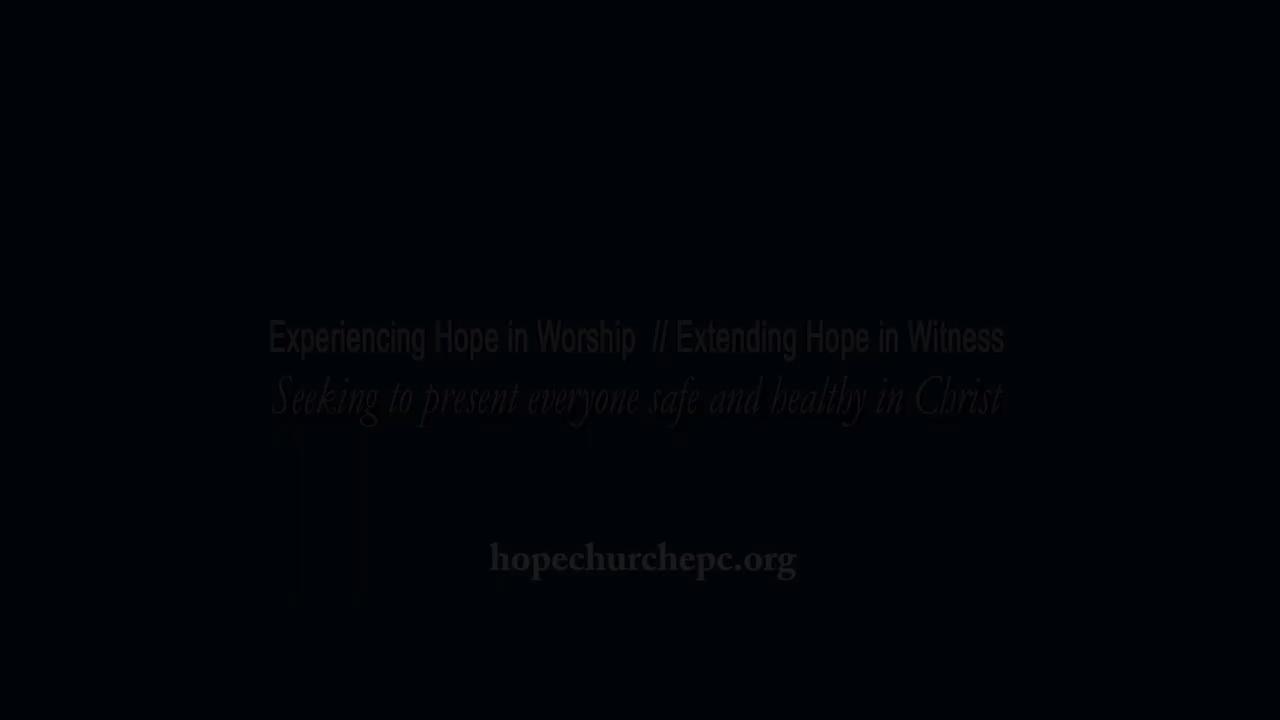 Experiencing Hope in Worship // Extending Hope in Witness
Seeking to present everyone safe and healthy in Christ
hopechurchepc.org